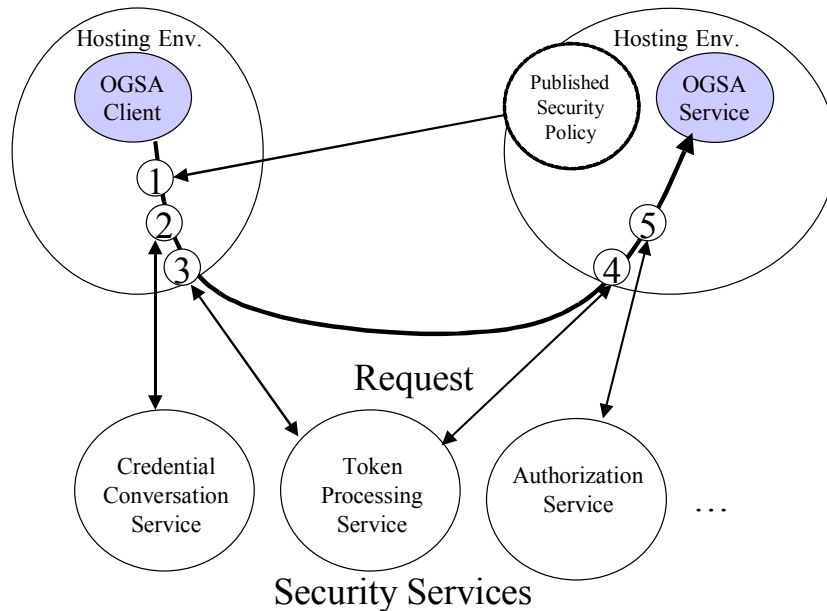 Hosting Env.
OGSA
Client
Hosting Env.
Published
Security
Policy
OGSA
Service
1
2
3
4
5
Request
Credential
Conversation
Service
Token
Processing
Service
Authorization
Service
...
Security Services